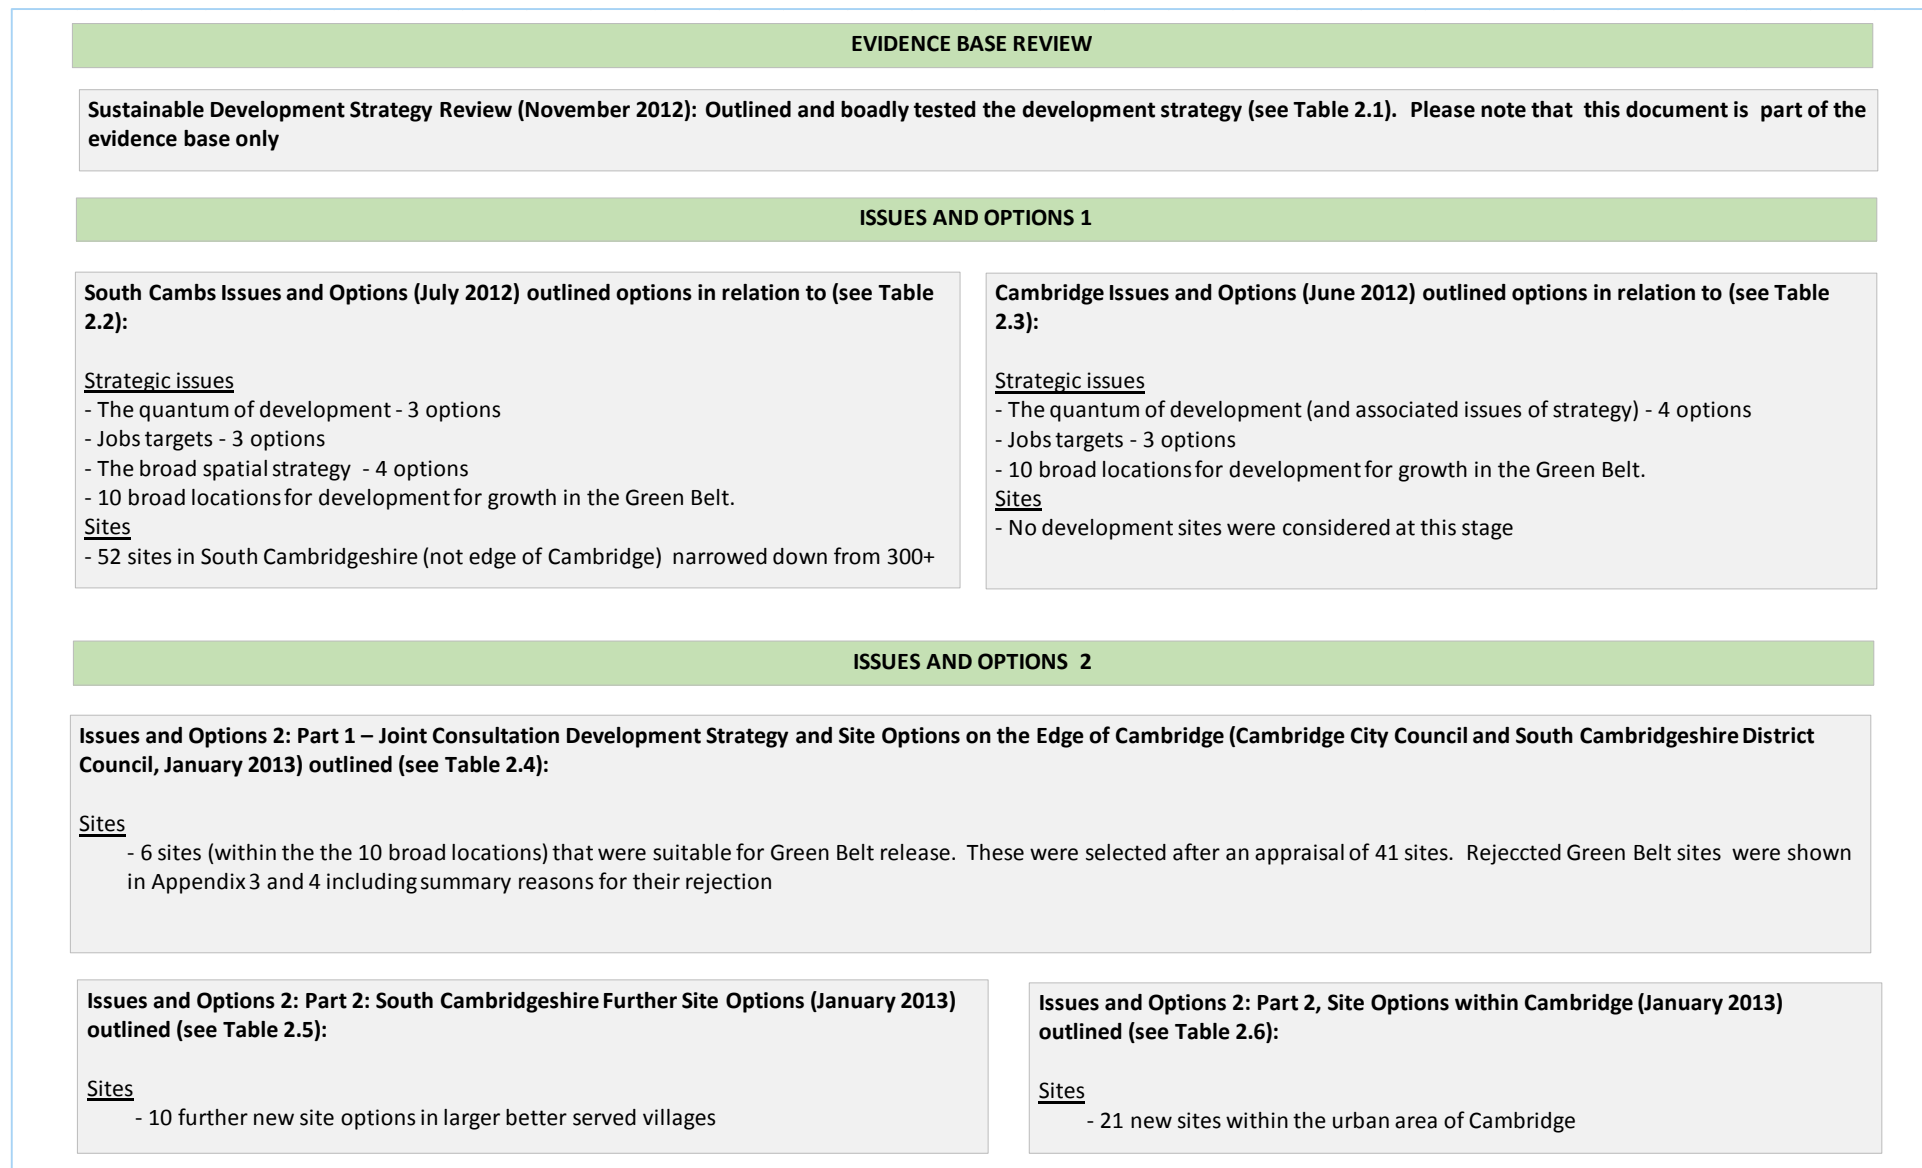 EVIDENCE BASE REVIEW
Sustainable Development Strategy Review (November 2012): Outlined and boadly tested the development strategy (see Table 2.1). Please note that this document is part of the
evidence base only
ISSUES AND OPTIONS 1
South Cambs Issues and Options (July 2012) outlined options in relation to (see Table
2.2):
Strategic issues
- The quantum of development - 3 options
- Jobs targets - 3 options
- The broad spatial strategy - 4 options
- 10 broad locations for development for growth in the Green Belt.
Sites
- 52 sites in South Cambridgeshire (not edge of Cambridge) narrowed down from 300+
Cambridge Issues and Options (June 2012) outlined options in relation to (see Table
2.3):
Strategic issues
- The quantum of development (and associated issues of strategy) - 4 options
- Jobs targets - 3 options
- 10 broad locations for development for growth in the Green Belt.
Sites
- No development sites were considered at this stage
ISSUES AND OPTIONS 2
Issues and Options 2: Part 1 – Joint Consultation Development Strategy and Site Options on the Edge of Cambridge (Cambridge City Council and South Cambridgeshire District
Council, January 2013) outlined (see Table 2.4):
Sites
- 6 sites (within the the 10 broad locations) that were suitable for Green Belt release. These were selected after an appraisal of 41 sites. Rejeccted Green Belt sites were shown
in Appendix 3 and 4 including summary reasons for their rejection
Issues and Options 2: Part 2: South Cambridgeshire Further Site Options (January 2013)
outlined (see Table 2.5):
Sites
- 10 further new site options in larger better served villages
Issues and Options 2: Part 2, Site Options within Cambridge (January 2013)
outlined (see Table 2.6):
Sites
- 21 new sites within the urban area of Cambridge